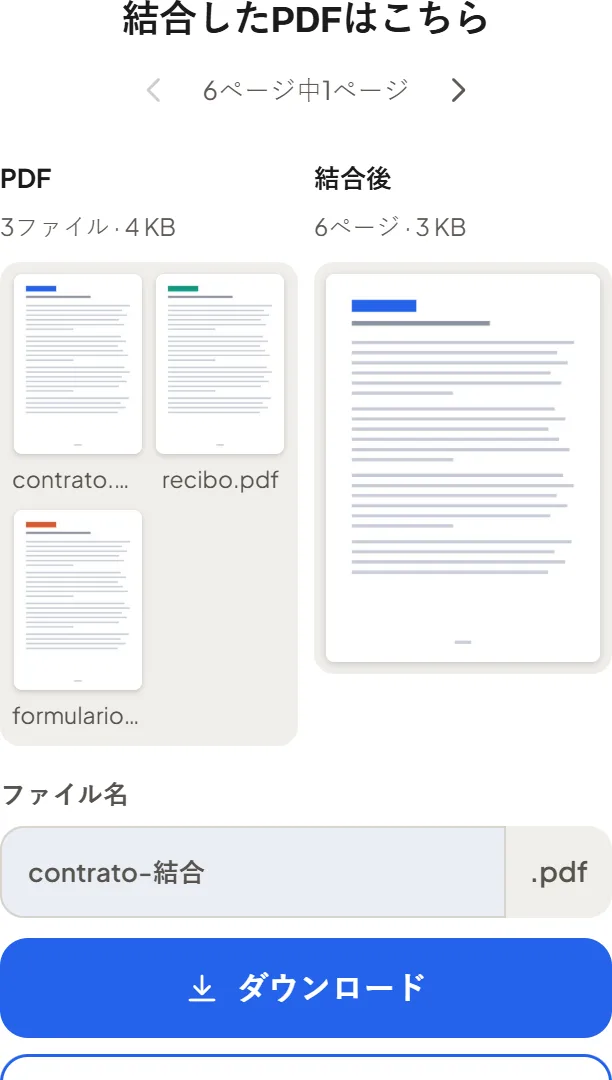 結合したPDFはこちら
6ページ中1ページ
PDF
3ファイル · 4 KB
contrato.…
recibo.pdf
formulario…
結合後
6ページ · 3 KB
ファイル名
contrato-結合
.pdf
ダウンロード